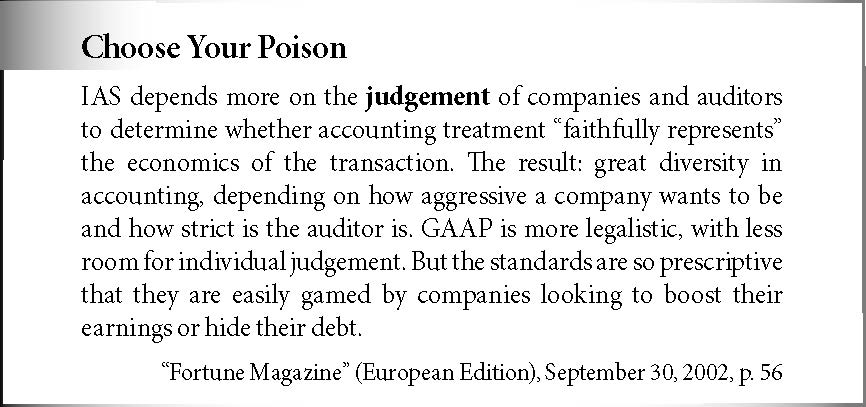 Choose Your Poison
IAS depends more on the judgement of companies and auditors
to determine whether accounting treatment “faithfully represents”
the economics of the transaction. The result: great diversity in
accounting, depending on how aggressive a company wants to be
and how strict is the auditor is. GAAP is more legalistic, with less
room for individual judgement. But the standards are so prescriptive
that they are easily gamed by companies looking to boost their
earnings or hide their debt.
“Fortune Magazine” (European Edition), September 30, 2002, p. 56